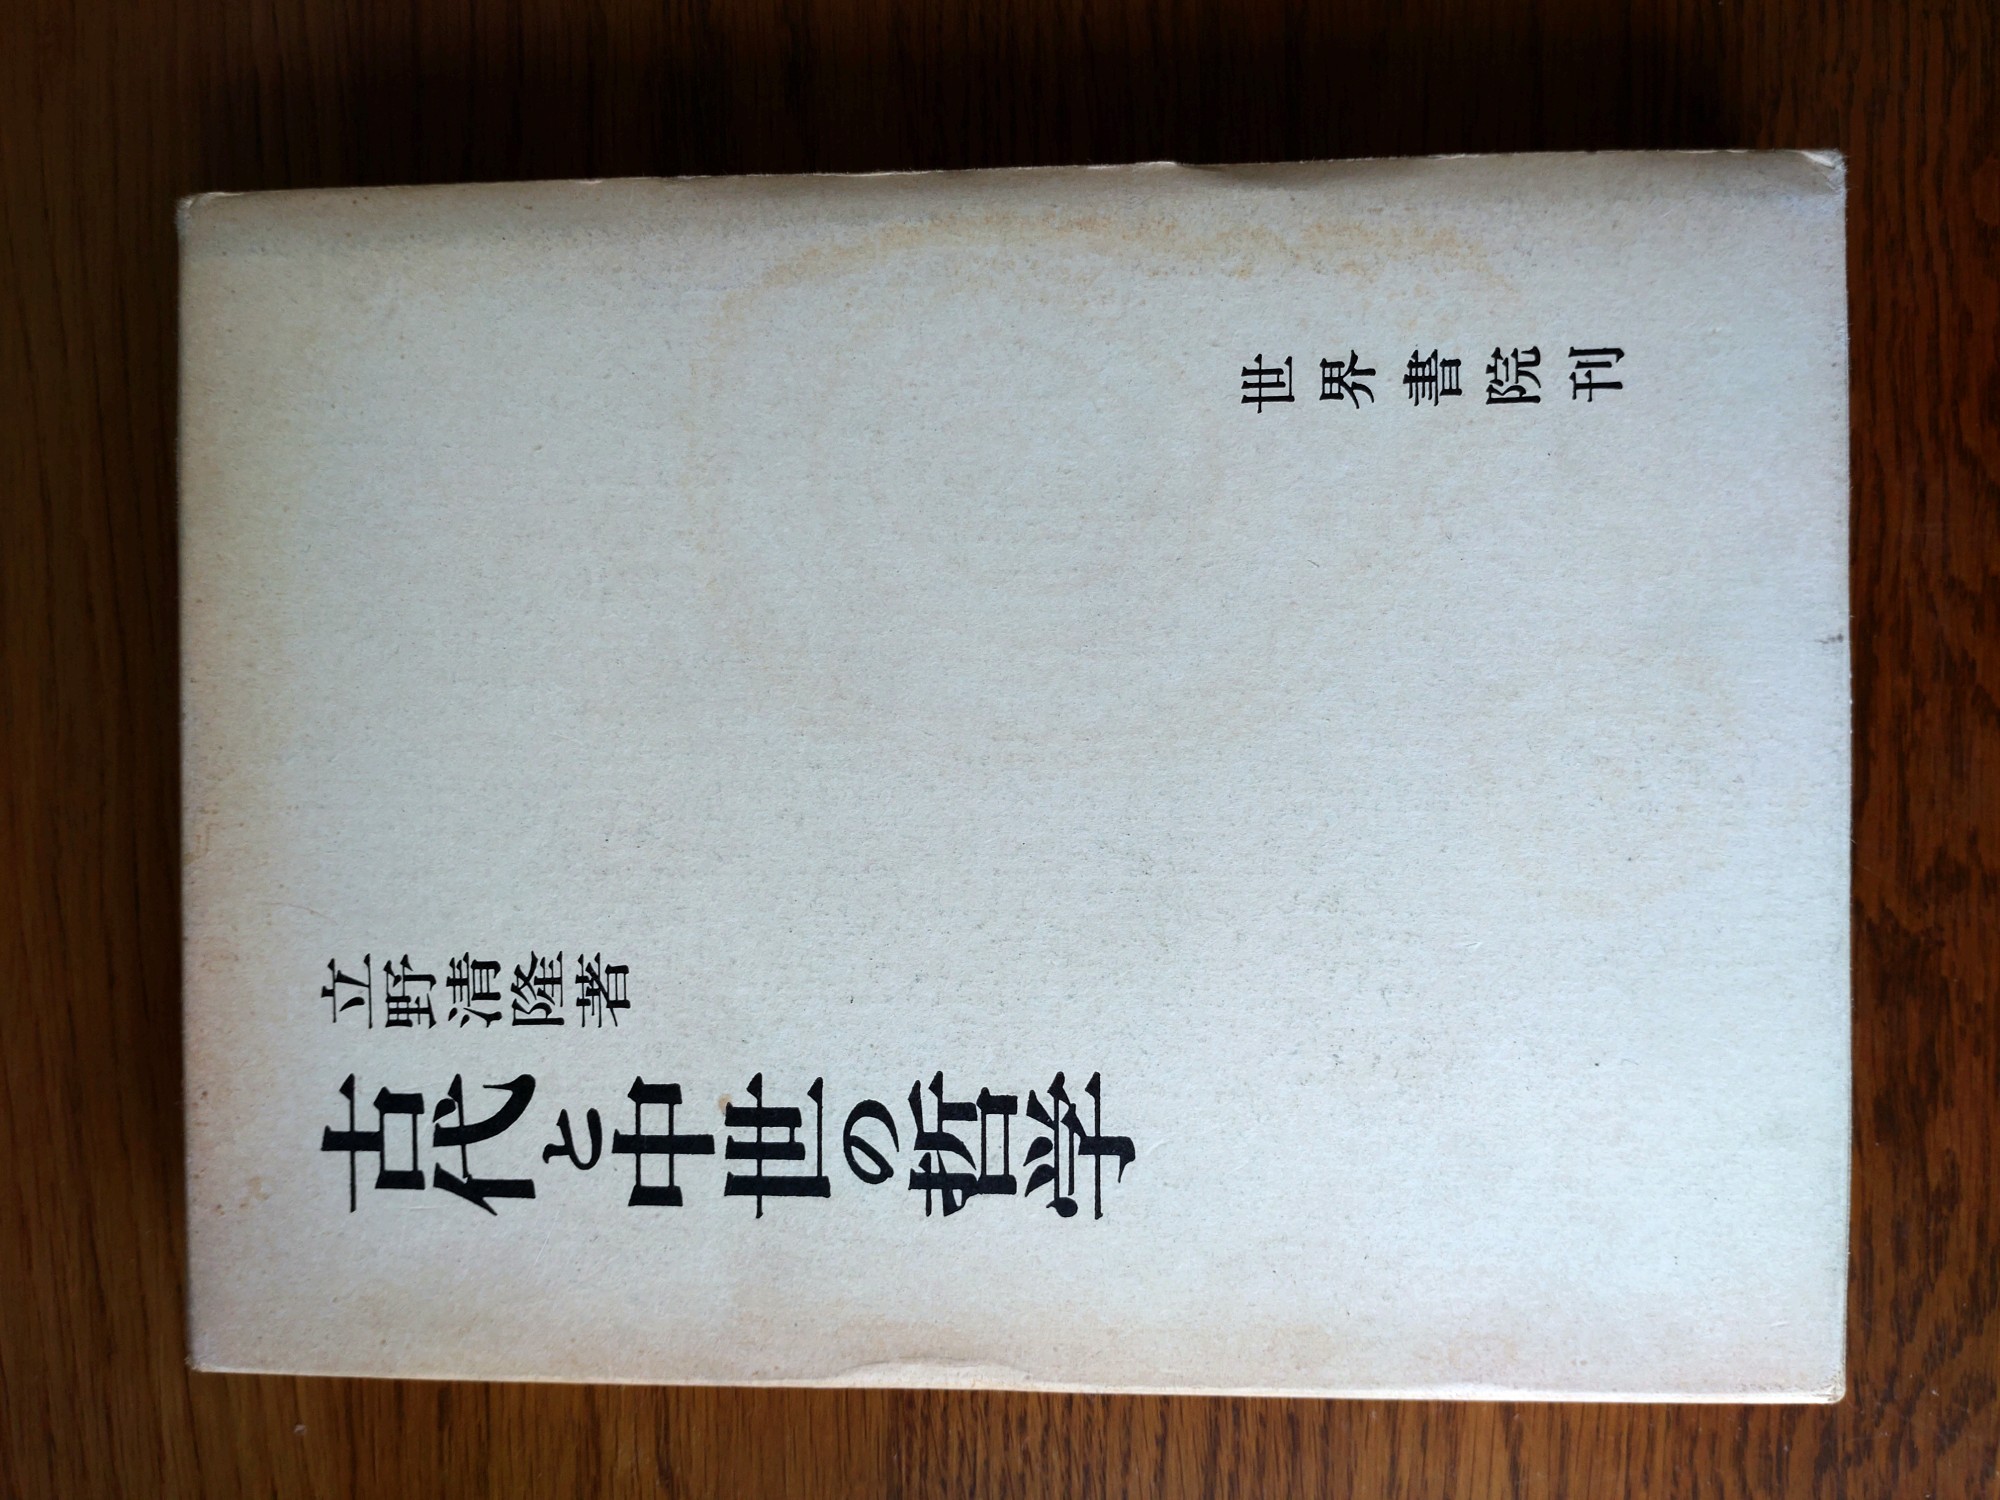 立野清隆著
古代と中世の哲学
世界書院刊